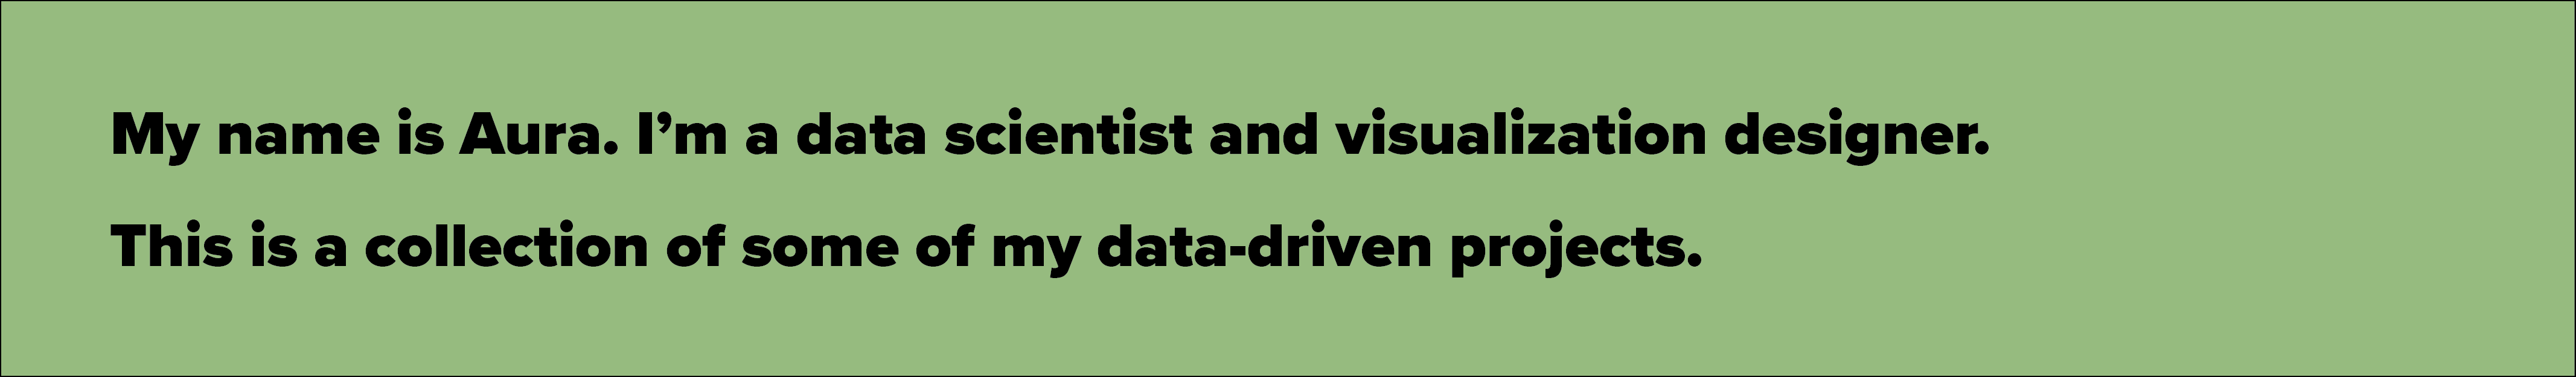 My name is Aura. I’m a data scientist and visualization designer.
This is a collection of some of my data-driven projects.